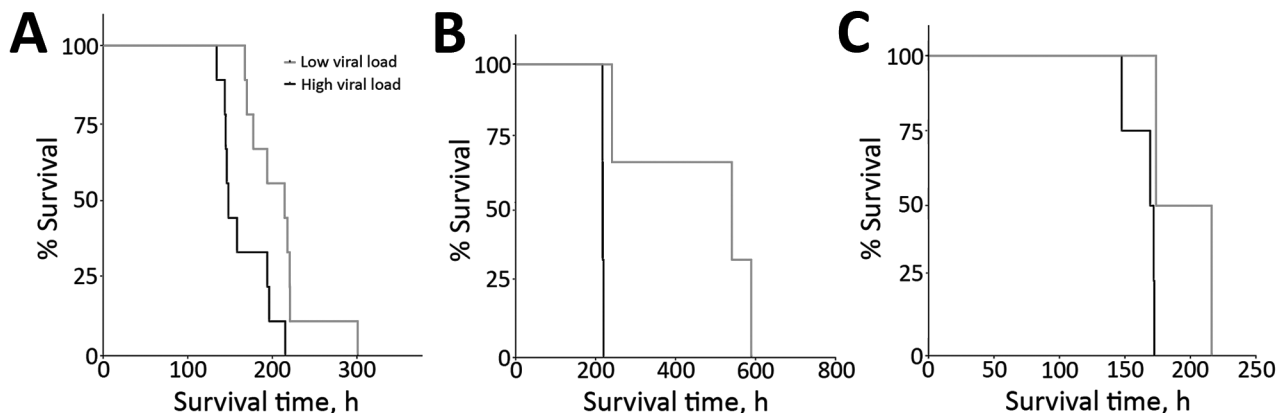 A
% Survival
100
75
50
25
0
0 100 200 300
Survival time, h
Low viral load
High viral load
B
% Survival
100
75
50
25
0
0 200 400 600 800
Survival time, h
C
% Survival
100
75
50
25
0
0 50 100 150 200 250
Survival time, h